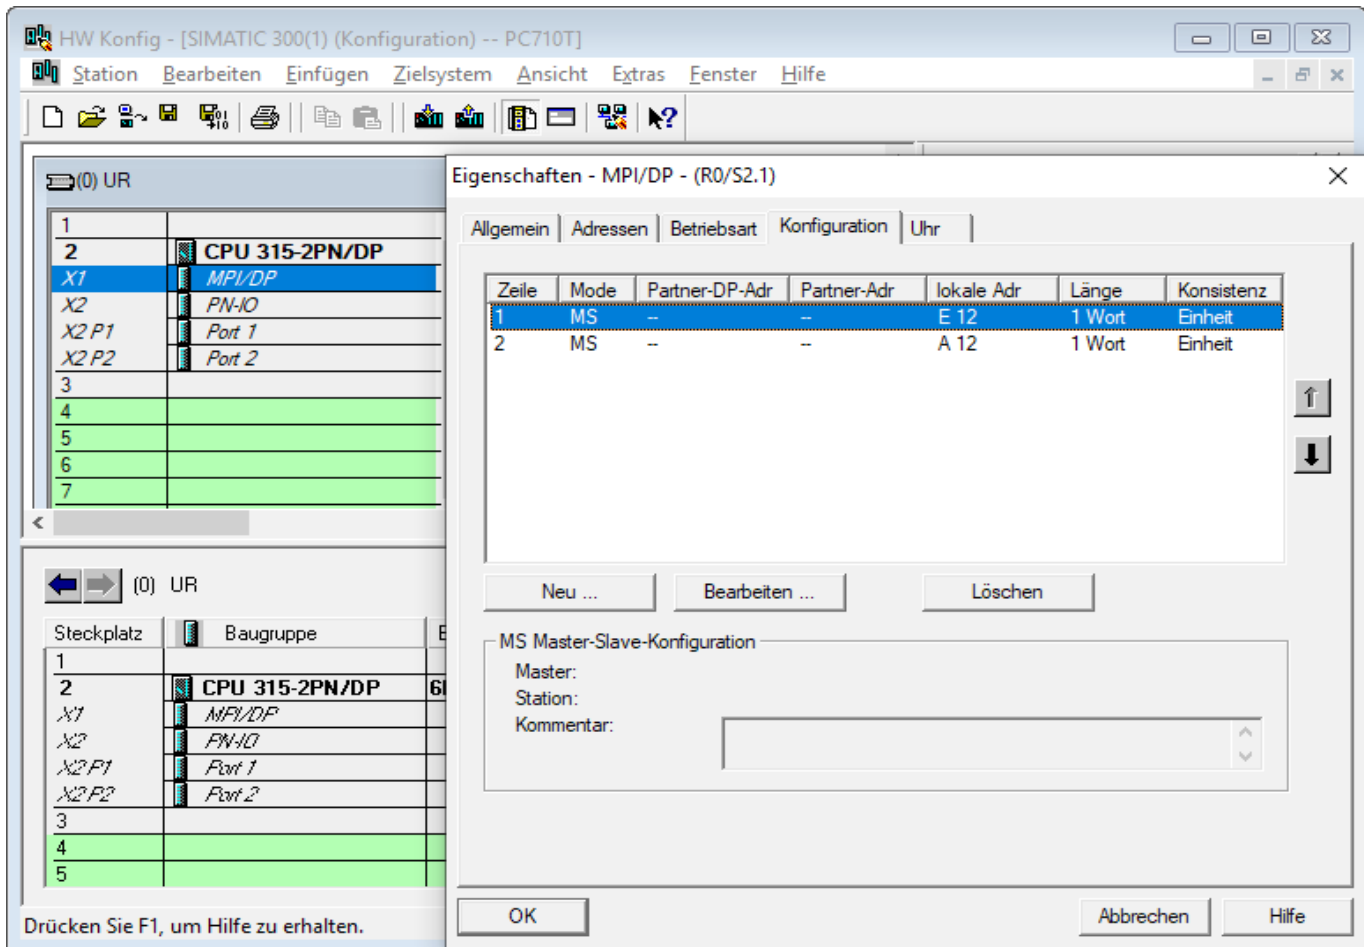 HW Konfig - [SIMATIC 300(1) (Konfiguration) -- PC710T]
Station Bearbeiten Einfügen Zielsystem Ansicht Extras Fenster Hilfe
(0) UR
1
2 CPU 315-2PN/DP
X1 MPI/DP
X2 PN-IO
X2 P1 Port 1
X2 P2 Port 2
3
4
5
6
7
(0) UR
Steckplatz Baugruppe
1
2 CPU 315-2PN/DP
X1 MPI/DP
X2 PN-IO
X2 P1 Port 1
X2 P2 Port 2
3
4
5
Drücken Sie F1, um Hilfe zu erhalten.
Eigenschaften - MPI/DP - (R0/S2.1)
Allgemein Adressen Betriebsart Konfiguration Uhr
Zeile Mode Partner-DP-Adr Partner-Adr lokale Adr Länge Konsistenz
1 MS -- -- E 12 1 Wort Einheit
2 MS -- -- A 12 1 Wort Einheit
Neu ... Bearbeiten ... Löschen
MS Master-Slave-Konfiguration
Master:
Station:
Kommentar:
OK Abbrechen Hilfe